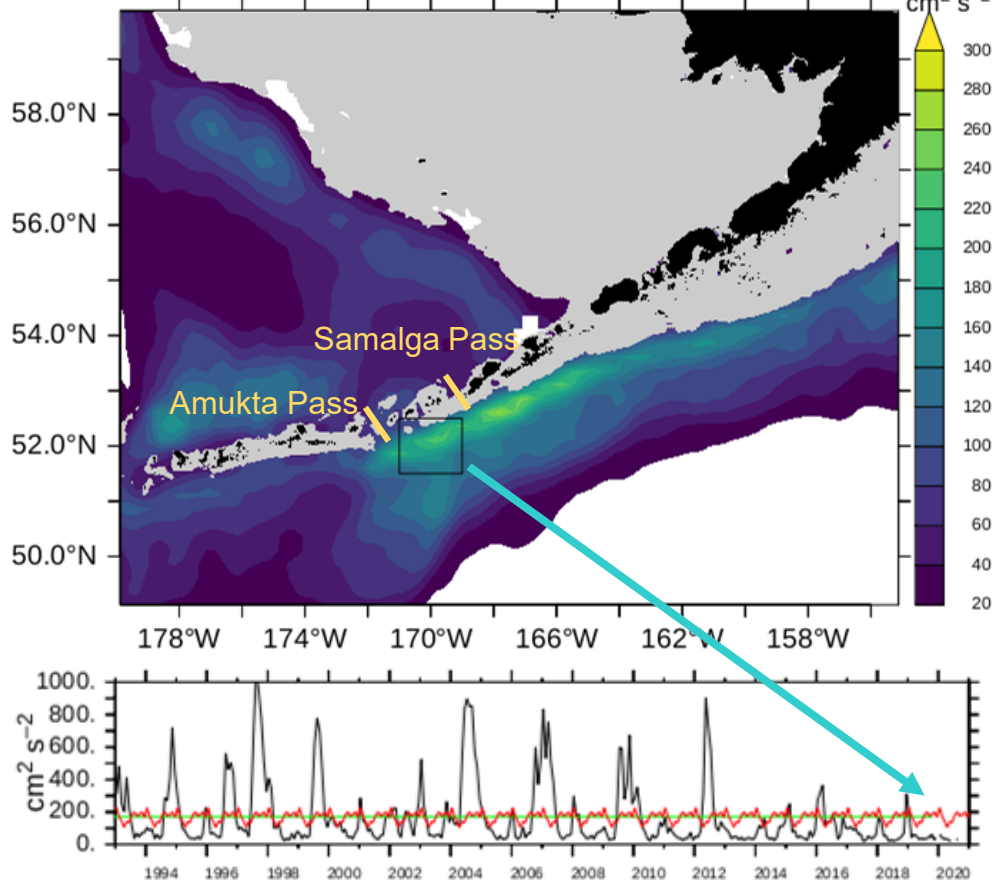 cm² s⁻²
300
58.0°N
280
260
240
56.0°N
220
200
180
54.0°N
160
Samalga Pass
140
Amukta Pass
120
52.0°N
100
80
60
50.0°N
40
20
178°W 174°W 170°W 166°W 162°W 158°W
1000.
800.
600.
400.
200.
0.
cm² s⁻²
1994 1996 1998 2000 2002 2004 2006 2008 2010 2012 2014 2016 2018 2020